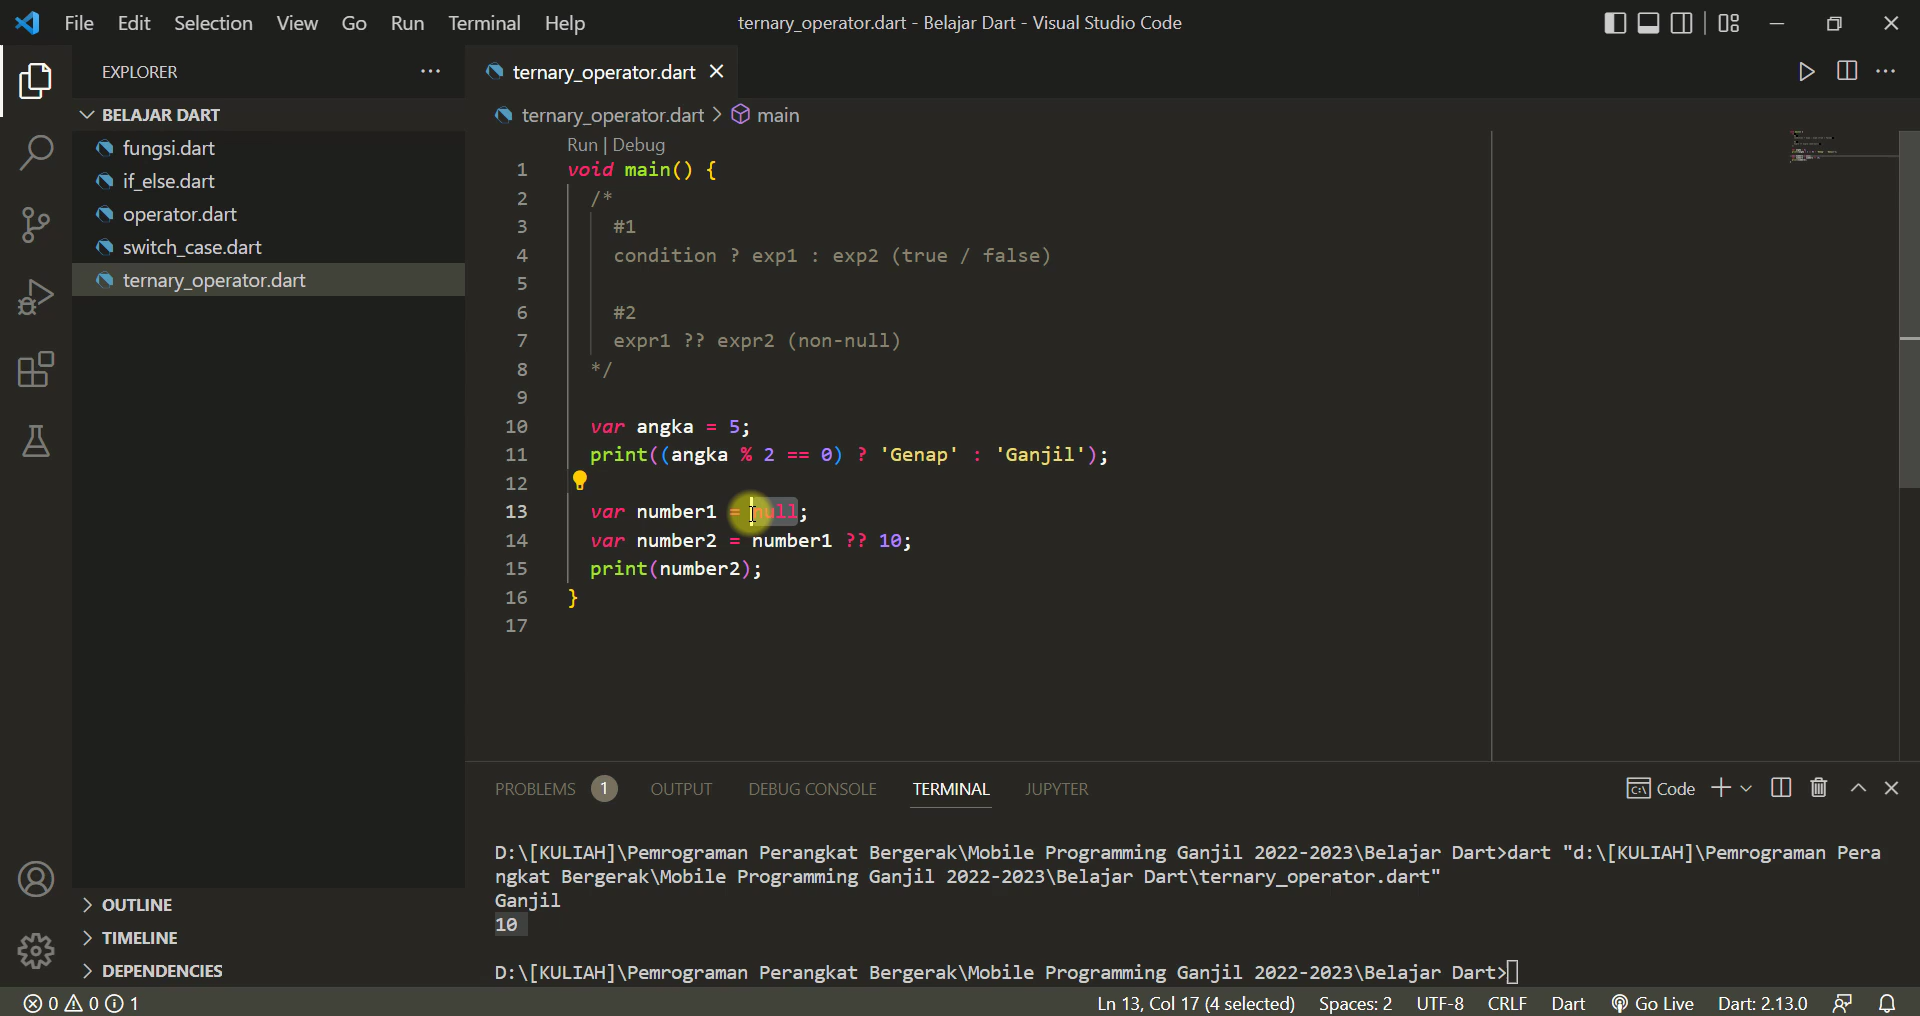 File Edit Selection View Go Run Terminal Help
ternary_operator.dart - Belajar Dart - Visual Studio Code
EXPLORER
BELAJAR DART
fungsi.dart
if_else.dart
operator.dart
switch_case.dart
ternary_operator.dart
OUTLINE
TIMELINE
DEPENDENCIES
ternary_operator.dart
ternary_operator.dart > main
Run | Debug
1 void main() {
2 /*
3 #1
4 condition ? exp1 : exp2 (true / false)
5
6 #2
7 expr1 ?? expr2 (non-null)
8 */
9
10 var angka = 5;
11 print((angka % 2 == 0) ? 'Genap' : 'Ganjil');
12
13 var number1 = null;
14 var number2 = number1 ?? 10;
15 print(number2);
16 }
17
PROBLEMS 1 OUTPUT DEBUG CONSOLE TERMINAL JUPYTER
Code
D:\[KULIAH]\Pemrograman Perangkat Bergerak\Mobile Programming Ganjil 2022-2023\Belajar Dart>dart "d:\[KULIAH]\Pemrograman Pera
ngkat Bergerak\Mobile Programming Ganjil 2022-2023\Belajar Dart\ternary_operator.dart"
Ganjil
10
D:\[KULIAH]\Pemrograman Perangkat Bergerak\Mobile Programming Ganjil 2022-2023\Belajar Dart>
0 0 1
Ln 13, Col 17 (4 selected) Spaces: 2 UTF-8 CRLF Dart Go Live Dart: 2.13.0